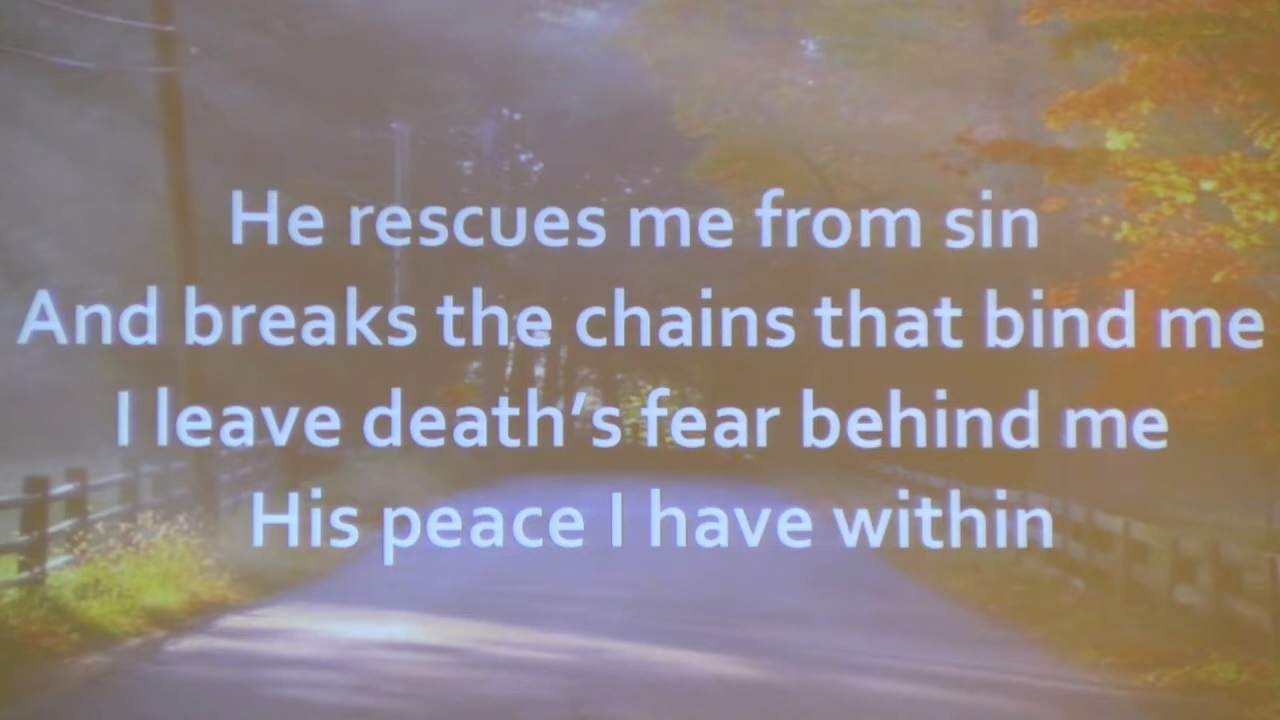 He rescues me from sin
And breaks the chains that bind me
I leave death's fear behind me
His peace I have within